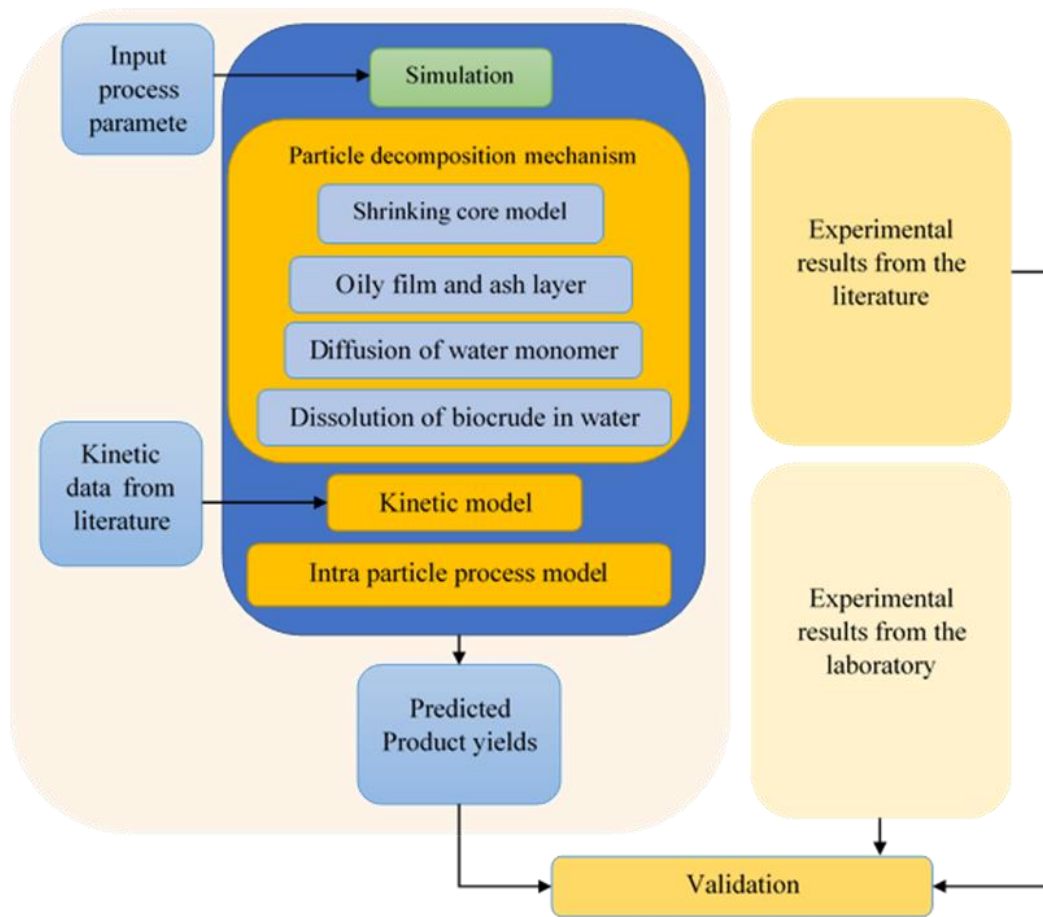 Input
process
paramete
Simulation
Particle decomposition mechanism
Shrinking core model
Oily film and ash layer
Diffusion of water monomer
Dissolution of biocrude in water
Kinetic
data from
literature
Kinetic model
Intra particle process model
Predicted
Product yields
Experimental
results from the
literature
Experimental
results from the
laboratory
Validation